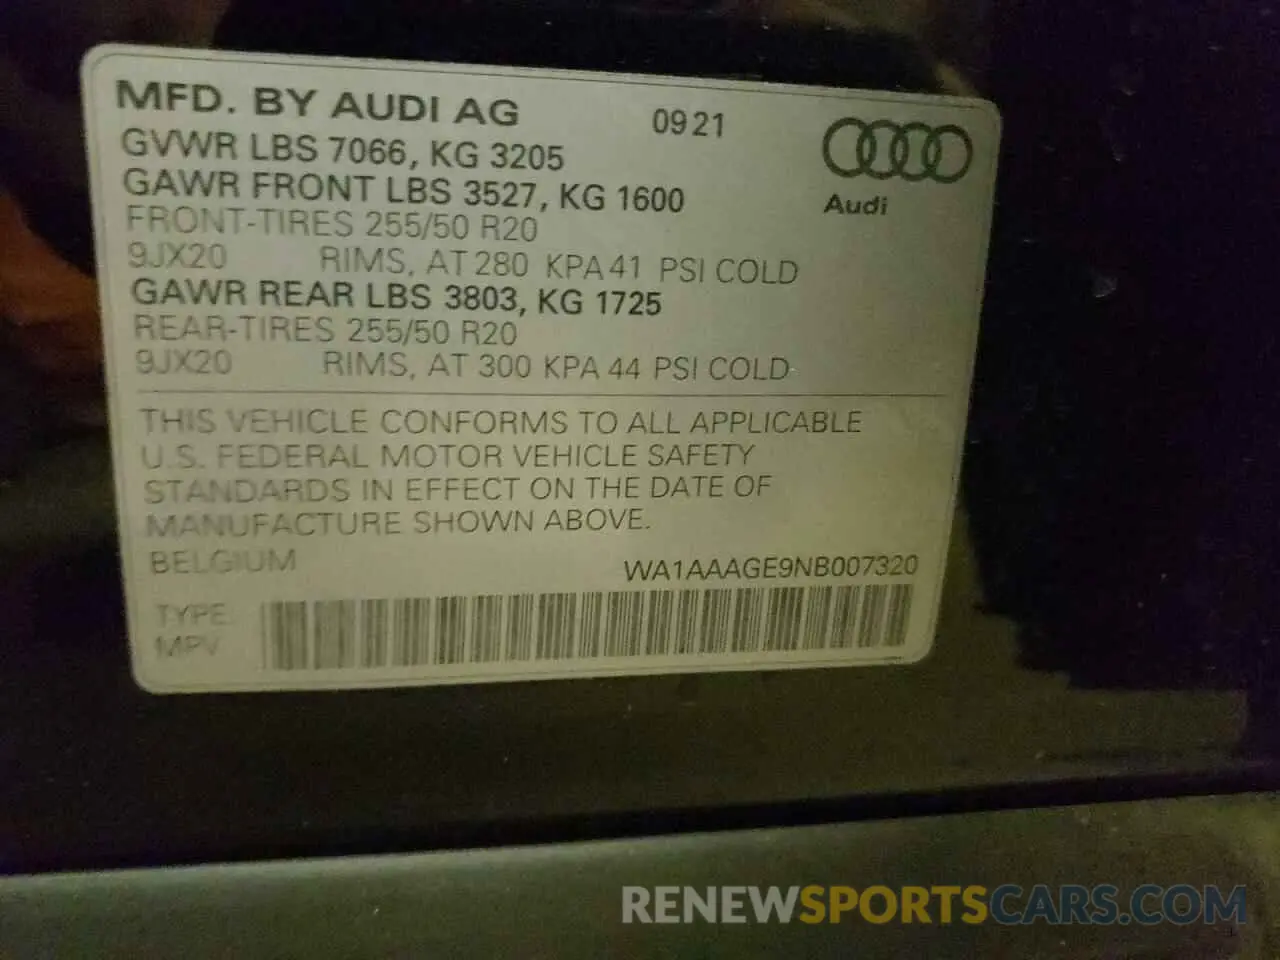 MFD. BY AUDI AG 09 21
GVWR LBS 7066, KG 3205
GAWR FRONT LBS 3527, KG 1600
Audi
FRONT-TIRES 255/50 R20
9JX20 RIMS, AT 280 KPA 41 PSI COLD
GAWR REAR LBS 3803, KG 1725
REAR-TIRES 255/50 R20
9JX20 RIMS, AT 300 KPA 44 PSI COLD
THIS VEHICLE CONFORMS TO ALL APPLICABLE
U.S. FEDERAL MOTOR VEHICLE SAFETY
STANDARDS IN EFFECT ON THE DATE OF
MANUFACTURE SHOWN ABOVE.
BELGIUM WA1AAAGE9NB007320
TYPE
MPV
RENEWSPORTSCARS.COM